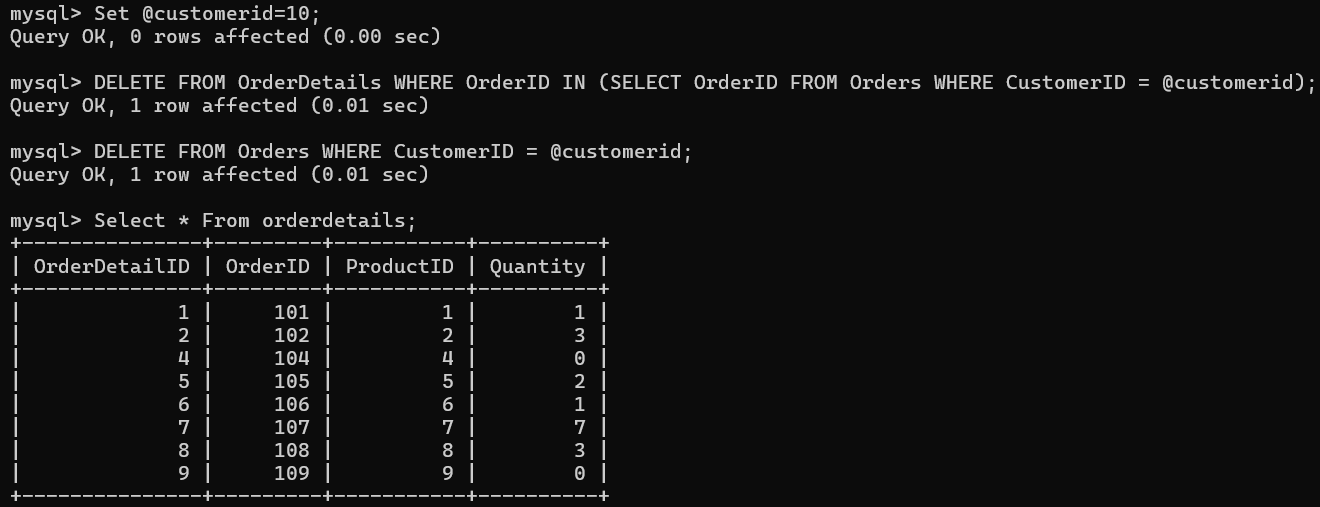 mysql> Set @customerid=10;
Query OK, 0 rows affected (0.00 sec)
mysql> DELETE FROM OrderDetails WHERE OrderID IN (SELECT OrderID FROM Orders WHERE CustomerID = @customerid);
Query OK, 1 row affected (0.01 sec)
mysql> DELETE FROM Orders WHERE CustomerID = @customerid;
Query OK, 1 row affected (0.01 sec)
mysql> Select * From orderdetails;
+---------------+---------+-----------+----------+
| OrderDetailID | OrderID | ProductID | Quantity |
+---------------+---------+-----------+----------+
|             1 |     101 |         1 |        1 |
|             2 |     102 |         2 |        3 |
|             4 |     104 |         4 |        0 |
|             5 |     105 |         5 |        2 |
|             6 |     106 |         6 |        1 |
|             7 |     107 |         7 |        7 |
|             8 |     108 |         8 |        3 |
|             9 |     109 |         9 |        0 |
+---------------+---------+-----------+----------+